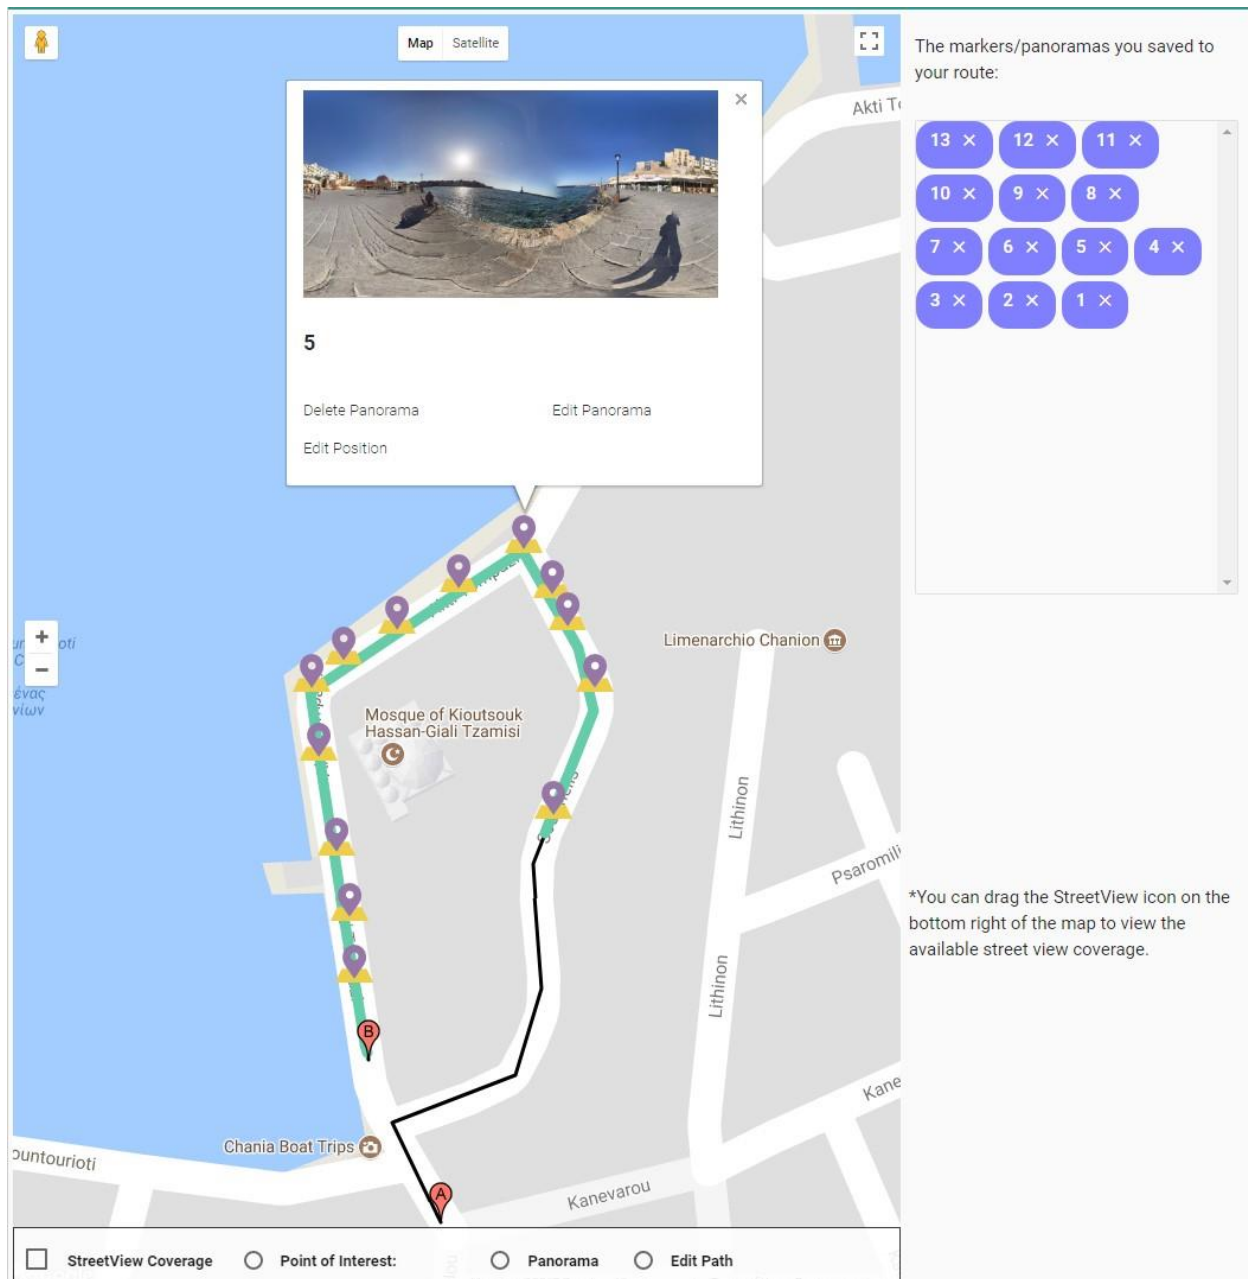 Map Satellite
Akti T
5
Delete Panorama Edit Panorama
Edit Position
+
−
Limenarchio Chanion
Mosque of Kioutsouk
Hassan-Giali Tzamisi
Lithinon
Psaromili
Lithinon
B
Kane
Chania Boat Trips
ountourioti
A
Kanevarou
StreetView Coverage Point of Interest: Panorama Edit Path
The markers/panoramas you saved to
your route:
13 × 12 × 11 ×
10 × 9 × 8 ×
7 × 6 × 5 × 4 ×
3 × 2 × 1 ×
*You can drag the StreetView icon on the
bottom right of the map to view the
available street view coverage.